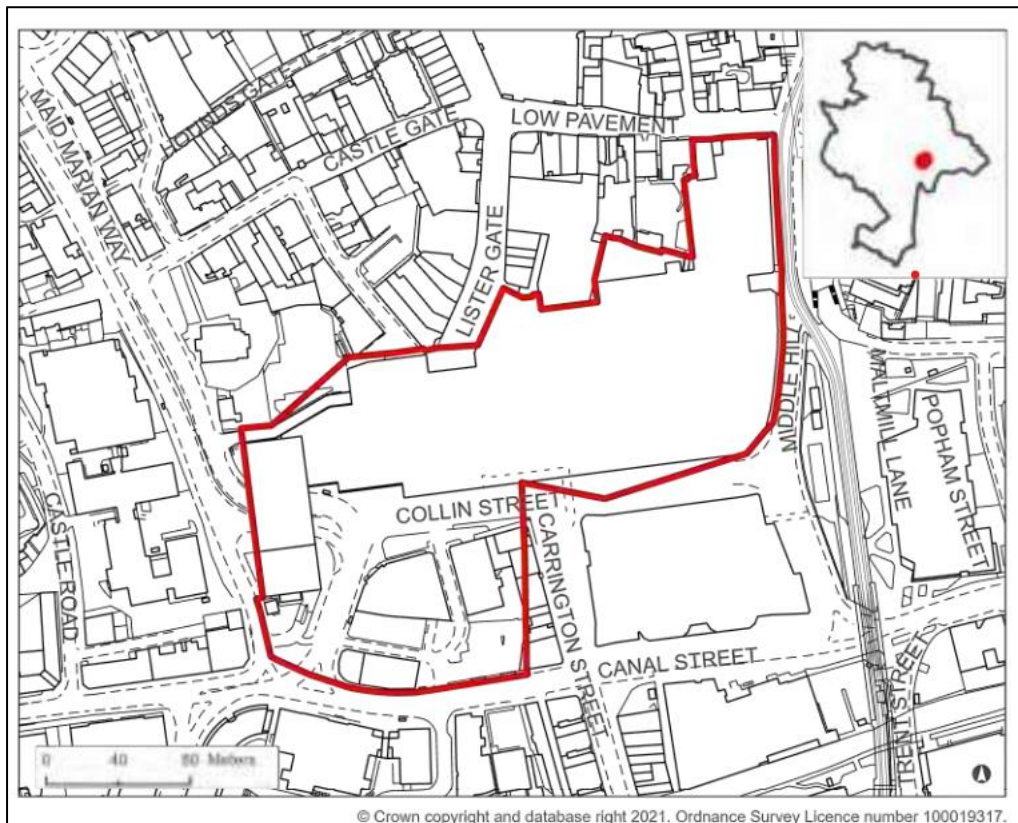 HOUNDS GATE
MAID MARIAN WAY
CASTLE GATE
LOW PAVEMENT
LISTER GATE
MIDDLE HILL
MALTMILL LANE
POPHAM STREET
COLLIN STREET
CARRINGTON STREET
CASTLE ROAD
CANAL STREET
TRENT STREET
0 40 80 Meters
© Crown copyright and database right 2021. Ordnance Survey Licence number 100019317.